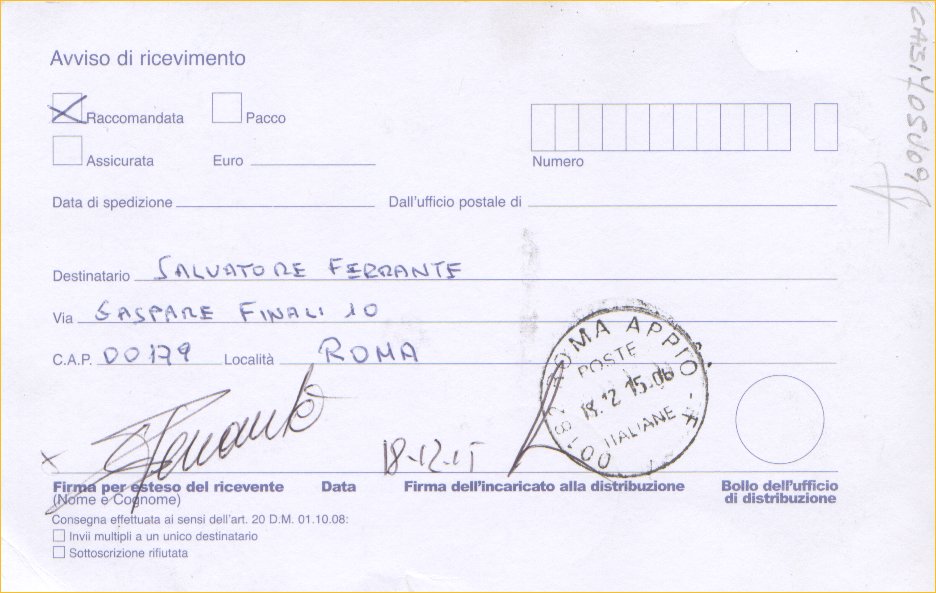 Avviso di ricevimento
Raccomandata Pacco
Assicurata Euro
Numero
Data di spedizione Dall'ufficio postale di
Destinatario SALVATORE FERRANTE
Via GASPARE FINALI 10
C.A.P. 00179 Località ROMA
ROMA APPIO
POSTE
18.12.15.06
ITALIANE
Ferrante 18-12-15
Firma per esteso del ricevente Data Firma dell'incaricato alla distribuzione Bollo dell'ufficio
(Nome e Cognome) di distribuzione
Consegna effettuata ai sensi dell'art. 20 D.M. 01.10.08:
Invii multipli a un unico destinatario
Sottoscrizione rifiutata